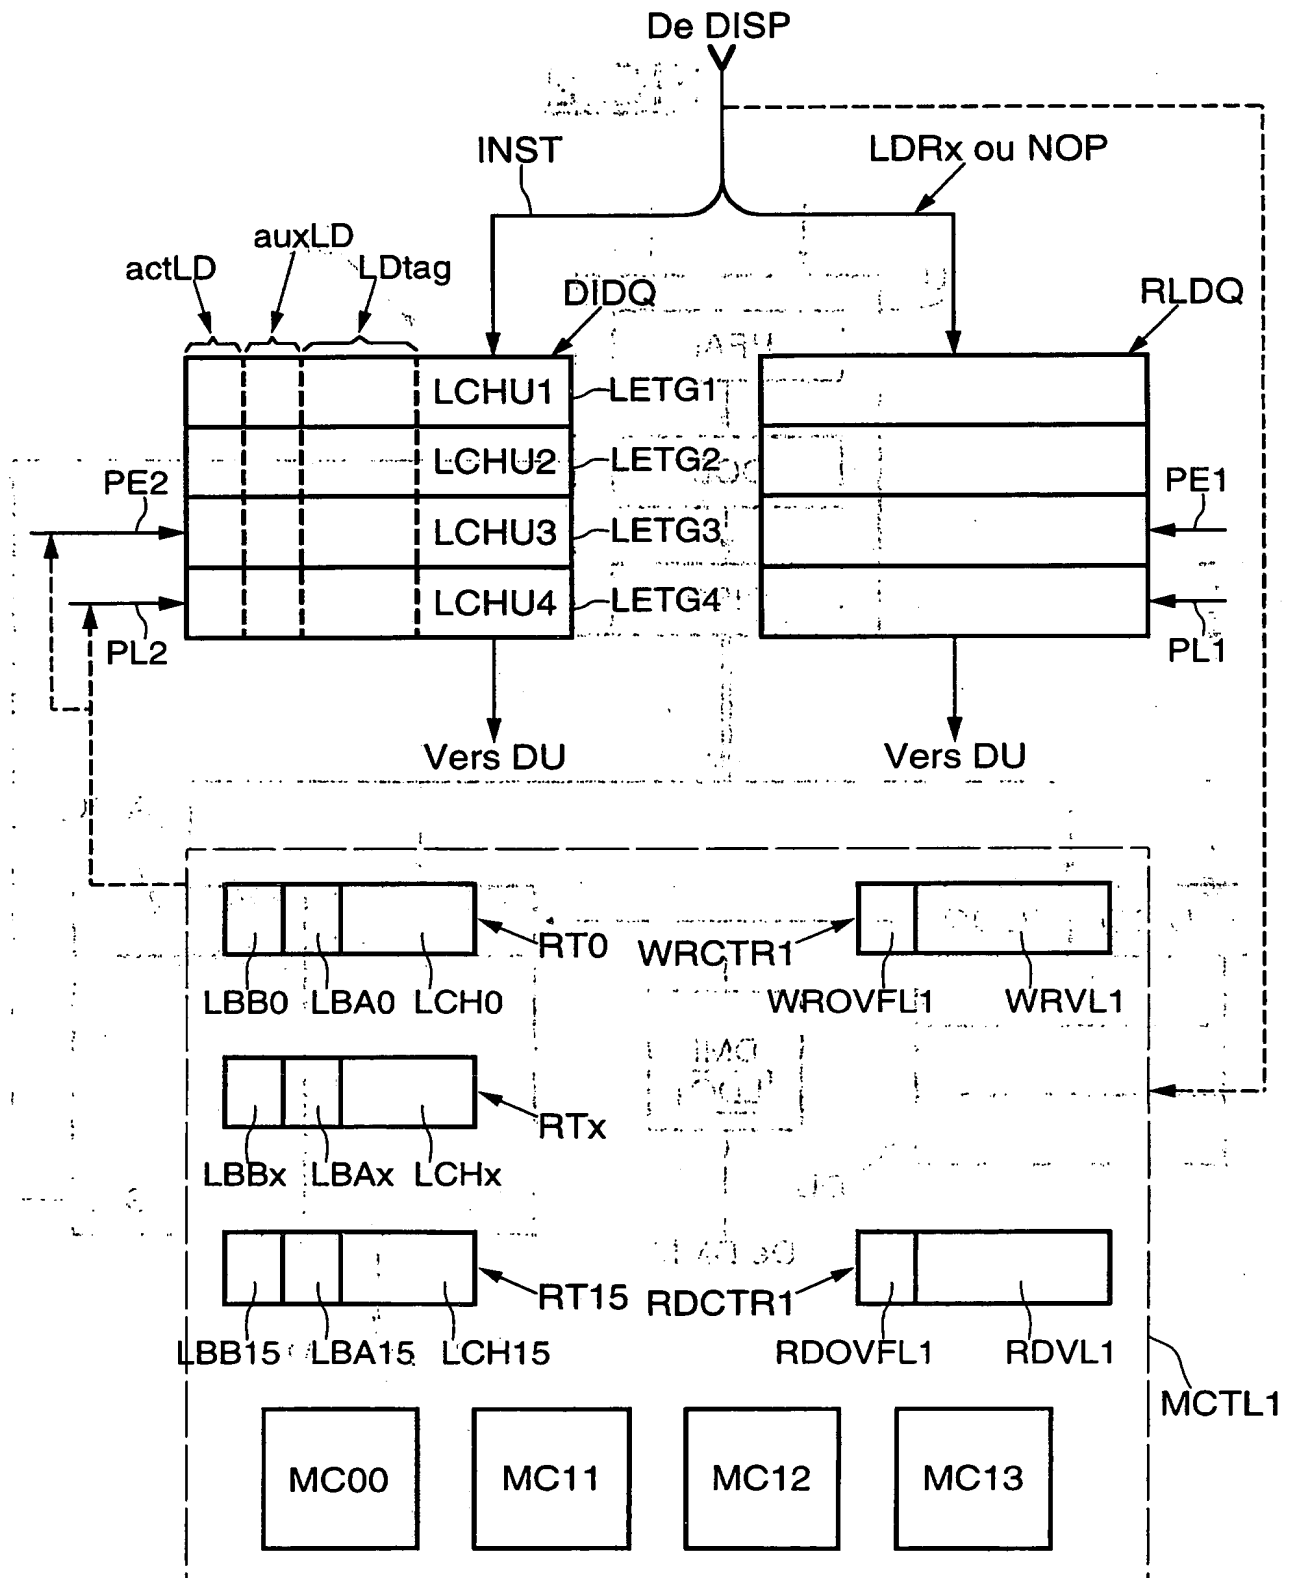 De DISP
INST
LDRx ou NOP
actLD
auxLD
LDtag
DIDQ
RLDQ
LCHU1
LETG1
LCHU2
LETG2
PE2
PE1
LCHU3
LETG3
LCHU4
LETG4
PL2
PL1
Vers DU
Vers DU
RT0
WRCTR1
LBB0
LBA0
LCH0
WROVFL1
WRVL1
RTx
LBBx
LBAx
LCHx
RT15
RDCTR1
LBB15
LBA15
LCH15
RDOVFL1
RDVL1
MCTL1
MC00
MC11
MC12
MC13